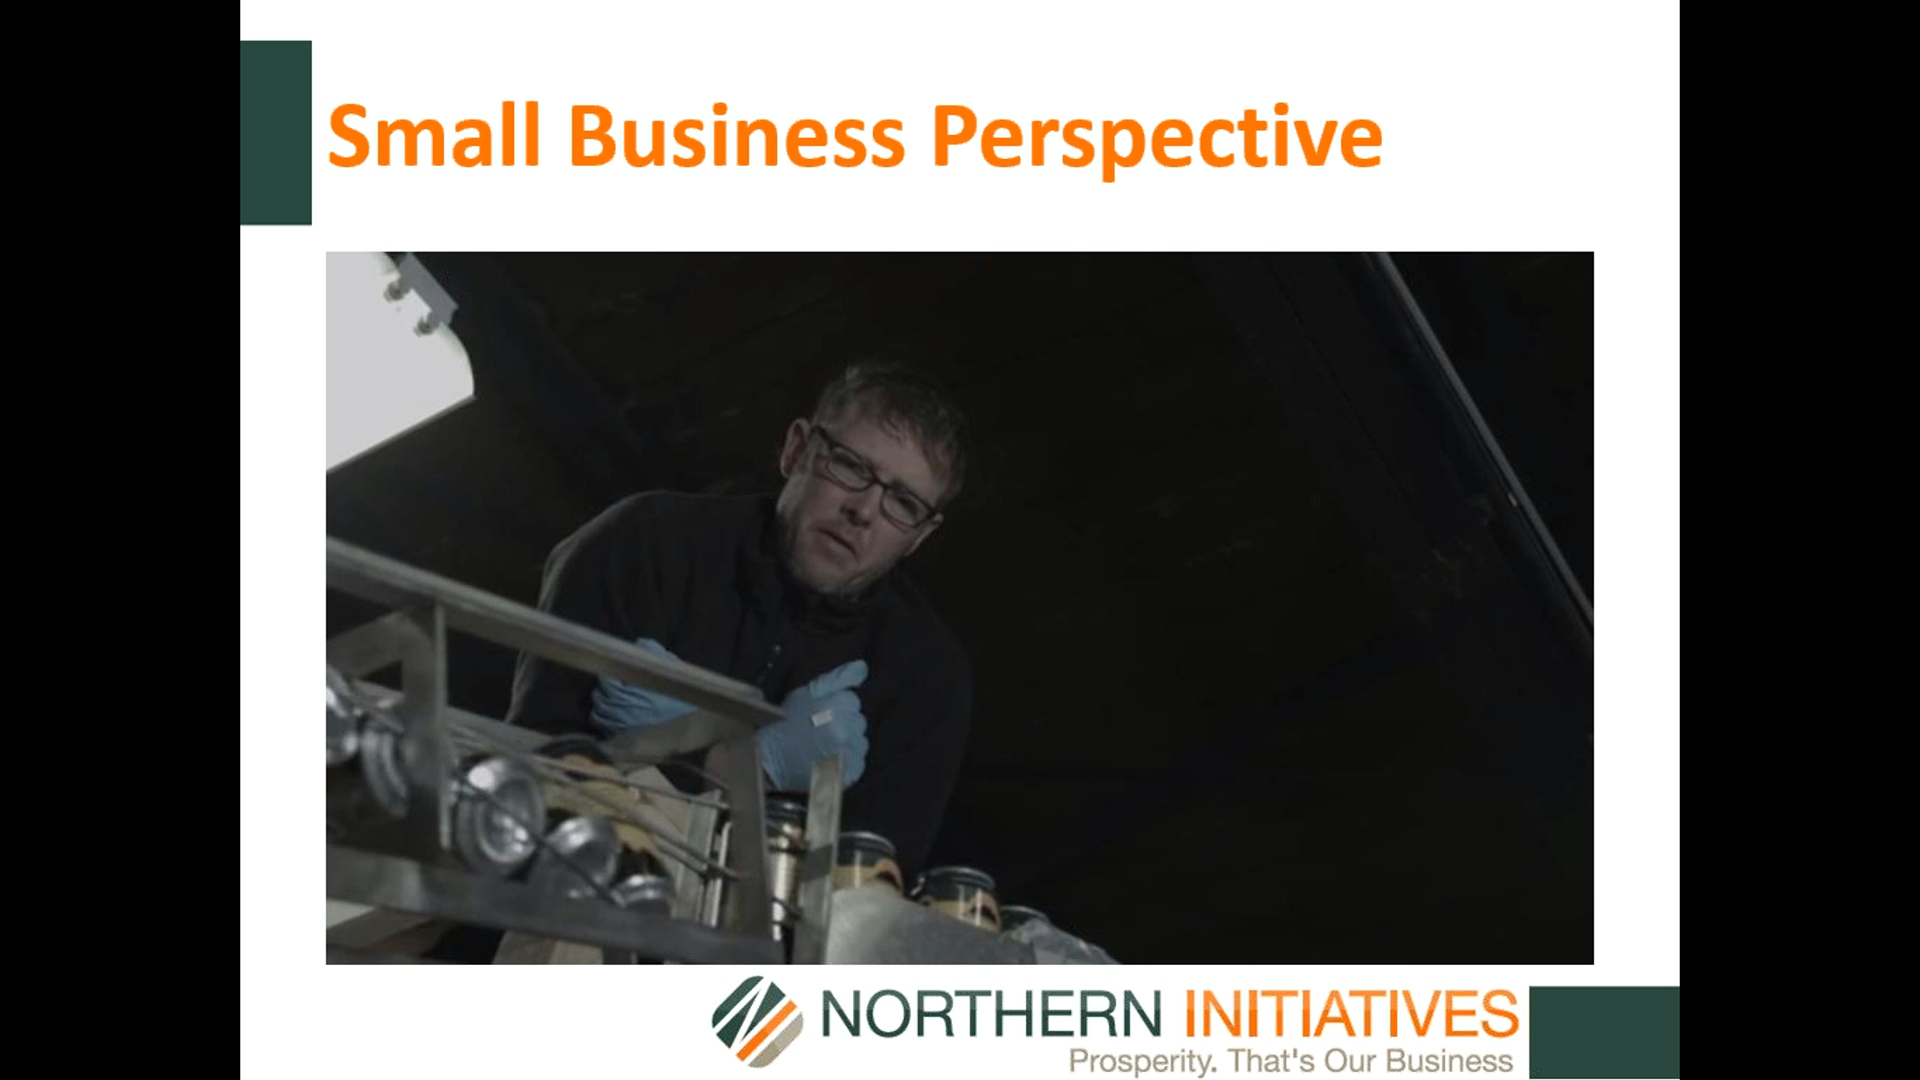 Small Business Perspective
NORTHERN INITIATIVES
Prosperity. That's Our Business